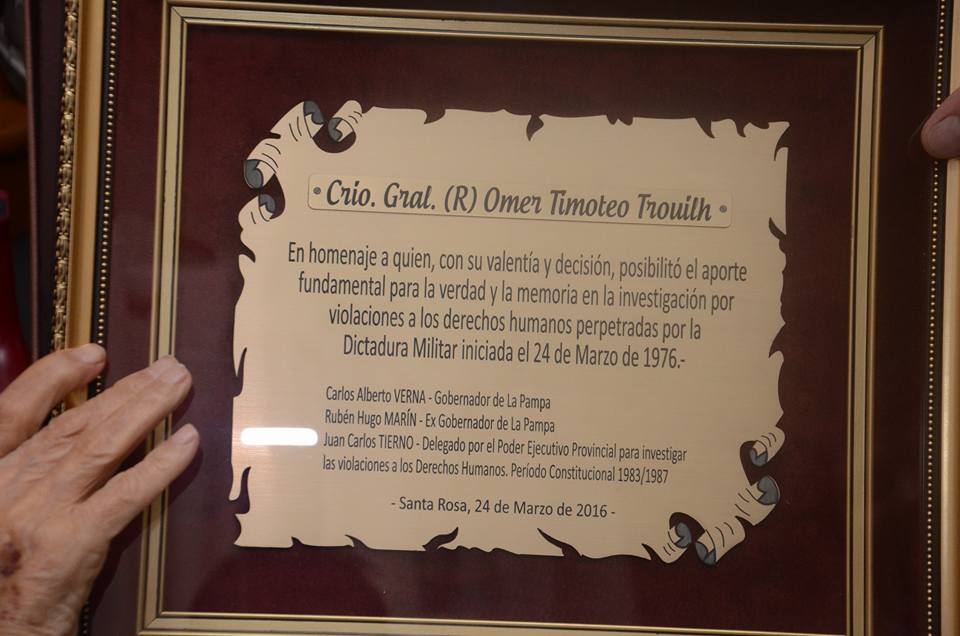 Crio. Gral. (R) Omer Timoteo Trouilh
En homenaje a quien, con su valentía y decisión, posibilitó el aporte
fundamental para la verdad y la memoria en la investigación por
violaciones a los derechos humanos perpetradas por la
Dictadura Militar iniciada el 24 de Marzo de 1976.-
Carlos Alberto VERNA - Gobernador de La Pampa
Rubén Hugo MARÍN - Ex Gobernador de La Pampa
Juan Carlos TIERNO - Delegado por el Poder Ejecutivo Provincial para investigar
las violaciones a los Derechos Humanos. Período Constitucional 1983/1987
- Santa Rosa, 24 de Marzo de 2016 -